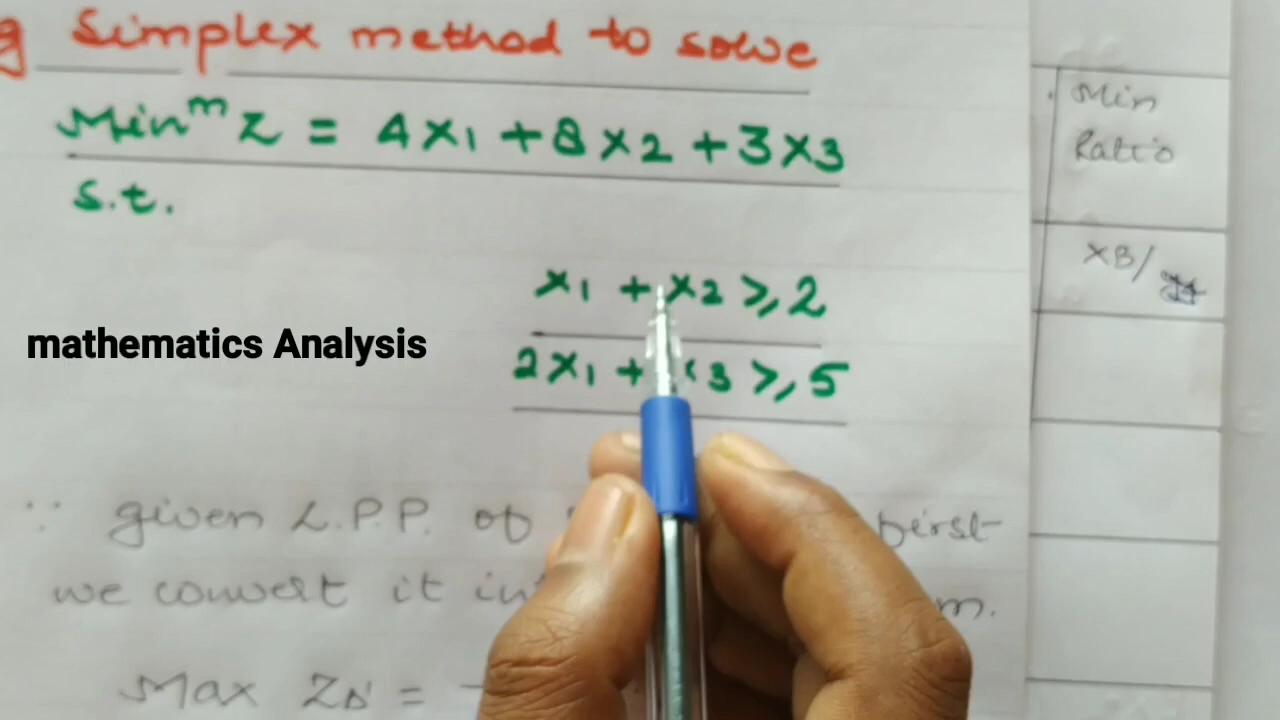 g Simplex method to solve
Minᵐ Z = 4x₁ + 8x₂ + 3x₃
s.t.
x₁ + x₂ ≥ 2
2x₁ + x₃ ≥ 5
mathematics Analysis
∵ given L.P.P. of first
we convert it m.
Max =
Min
Ratio
XB/